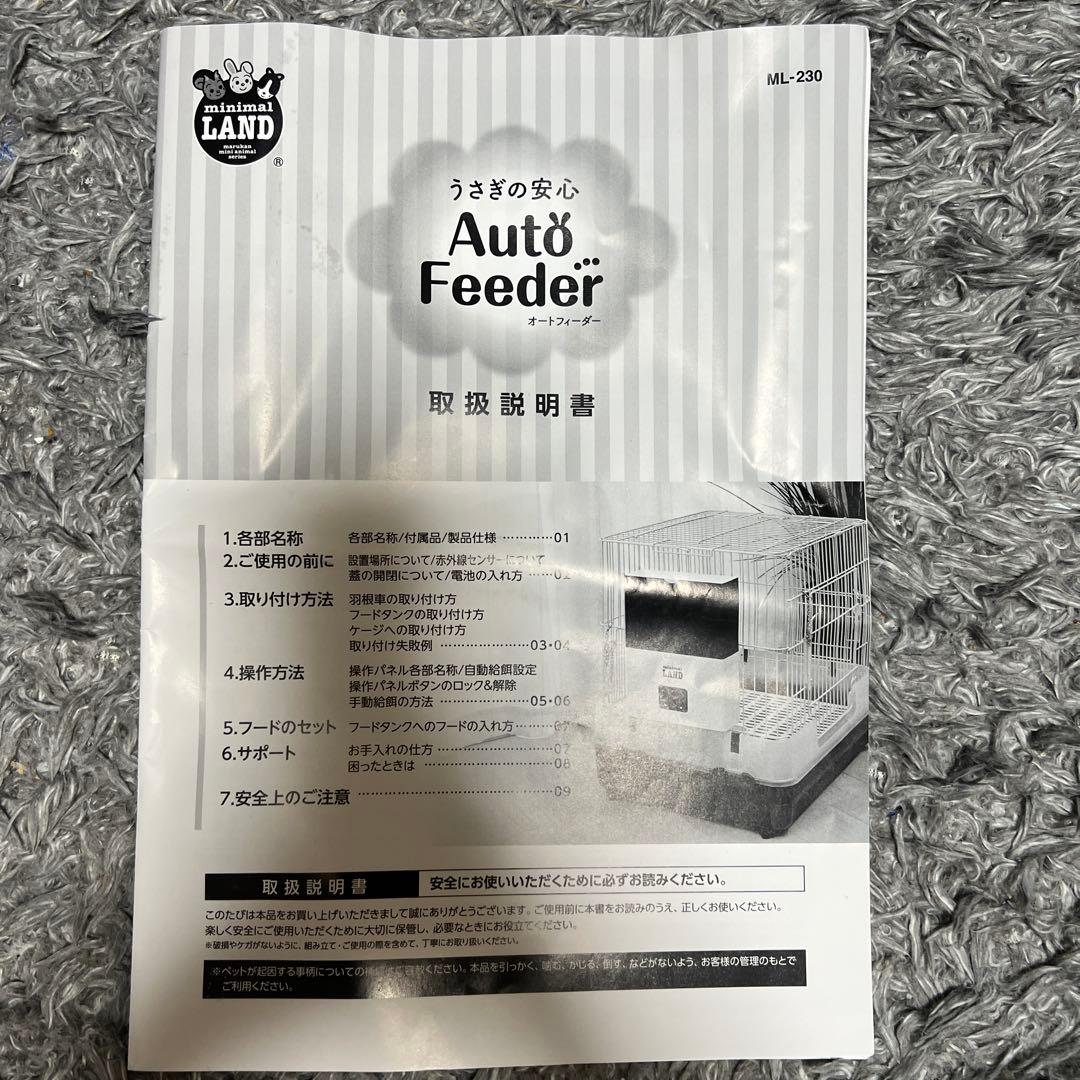 minimal
LAND
marukan
mini animal
series
®
ML-230
うさぎの安心
Auto
Feeder
オートフィーダー
取扱説明書
1.各部名称 各部名称/付属品/製品仕様 …………01
2.ご使用の前に 設置場所について/赤外線センサーについて
蓋の開閉について/電池の入れ方 ……02
3.取り付け方法 羽根車の取り付け方
フードタンクの取り付け方
ケージへの取り付け方
取り付け失敗例 …………………03・04
4.操作方法 操作パネル各部名称/自動給餌設定
操作パネルボタンのロック&解除
手動給餌の方法 …………………05・06
5.フードのセット フードタンクへのフードの入れ方………07
6.サポート お手入れの仕方 …………………………07
困ったときは ……………………………08
7.安全上のご注意 ……………………………………………09
minimal
LAND
取扱説明書 安全にお使いいただくために必ずお読みください。
このたびは本品をお買い上げいただきまして誠にありがとうございます。ご使用前に本書をお読みのうえ、正しくお使いください。
楽しく安全にご使用いただくために大切に保管し、必要なときにお役立てください。
※破損やケガがないように、組み立て・ご使用の際を含めて、丁寧にお取り扱いください。
※ペットが起因する事柄についての補償はご容赦ください。本品を引っかく、噛む、かじる、倒す、などがないよう、お客様の管理のもとで
ご利用ください。